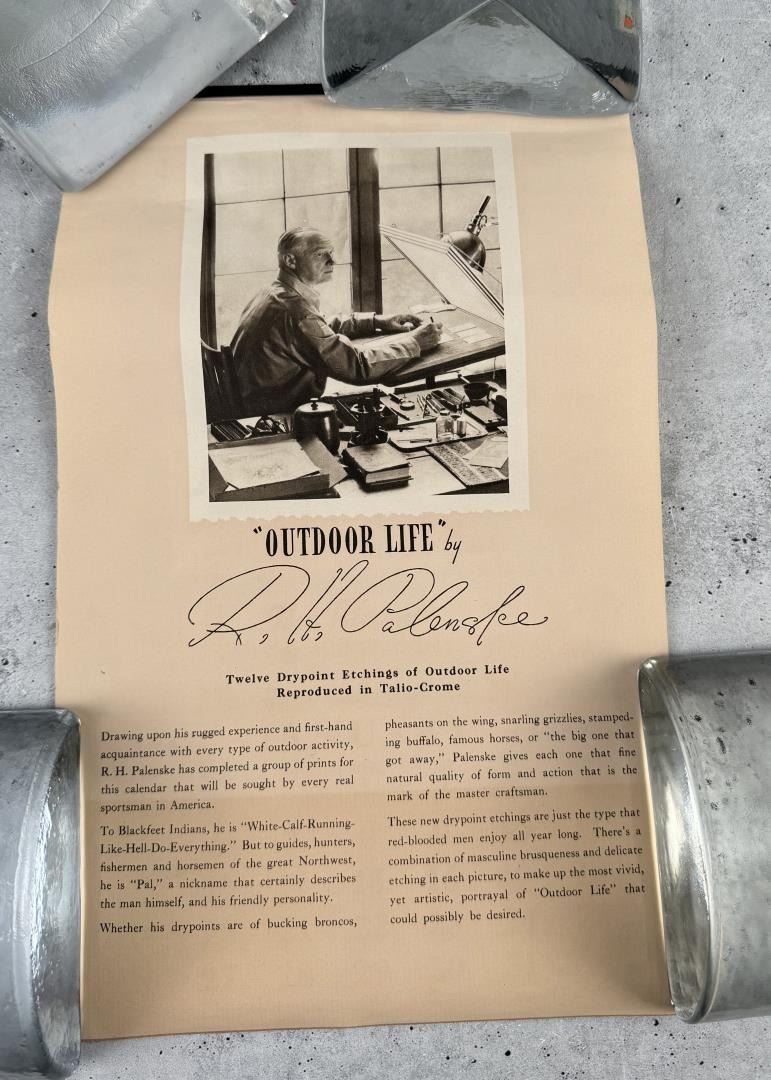 "OUTDOOR LIFE" by
R. H. Palenske
Twelve Drypoint Etchings of Outdoor Life
Reproduced in Talio-Crome
Drawing upon his rugged experience and first-hand
acquaintance with every type of outdoor activity,
R. H. Palenske has completed a group of prints for
this calendar that will be sought by every real
sportsman in America.
To Blackfeet Indians, he is "White-Calf-Running-
Like-Hell-Do-Everything." But to guides, hunters,
fishermen and horsemen of the great Northwest,
he is "Pal," a nickname that certainly describes
the man himself, and his friendly personality.
Whether his drypoints are of bucking broncos,
pheasants on the wing, snarling grizzlies, stamped-
ing buffalo, famous horses, or "the big one that
got away," Palenske gives each one that fine
natural quality of form and action that is the
mark of the master craftsman.
These new drypoint etchings are just the type that
red-blooded men enjoy all year long. There's a
combination of masculine brusqueness and delicate
etching in each picture, to make up the most vivid,
yet artistic, portrayal of "Outdoor Life" that
could possibly be desired.